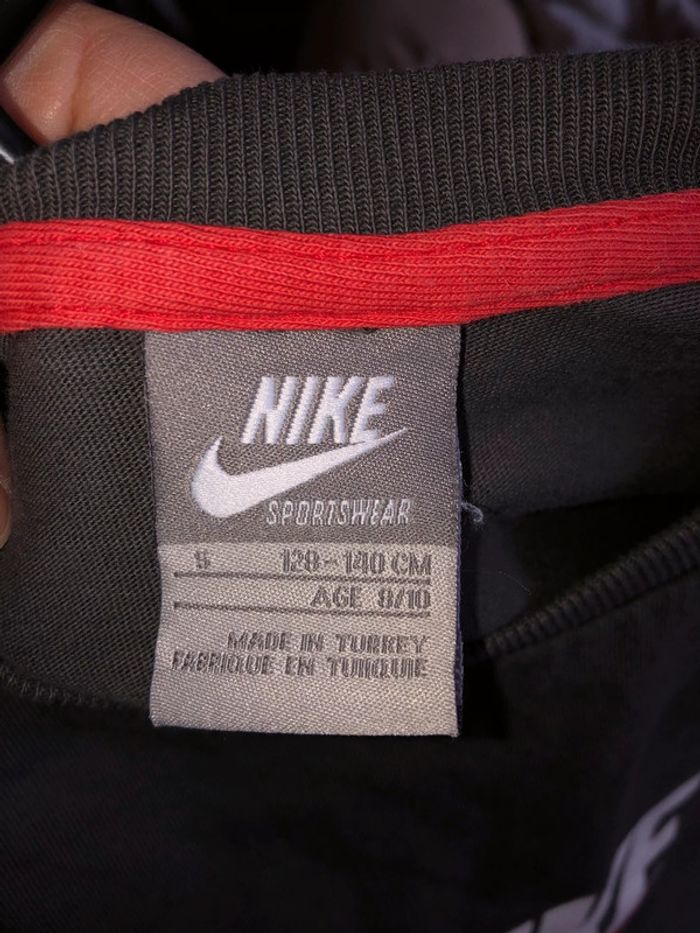 NIKE
SPORTSWEAR
S 128-140 CM
AGE 8/10
MADE IN TURKEY
FABRIQUE EN TURQUIE